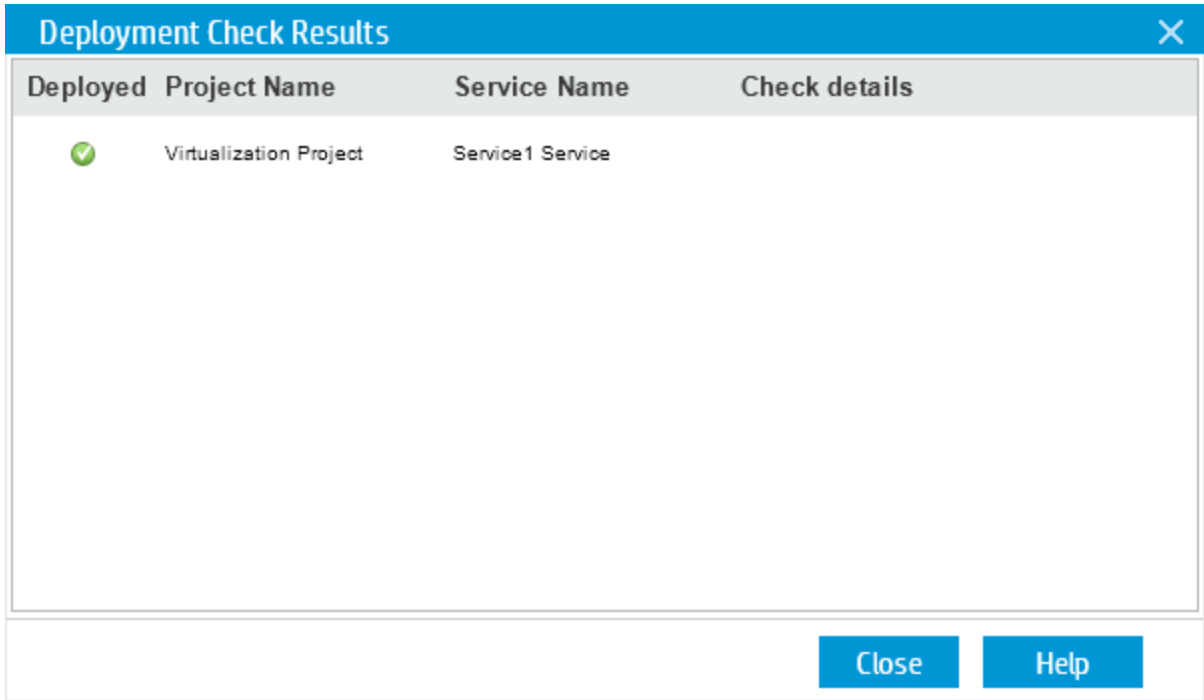 Deployment Check Results
Deployed Project Name Service Name Check details
Virtualization Project Service1 Service
Close Help